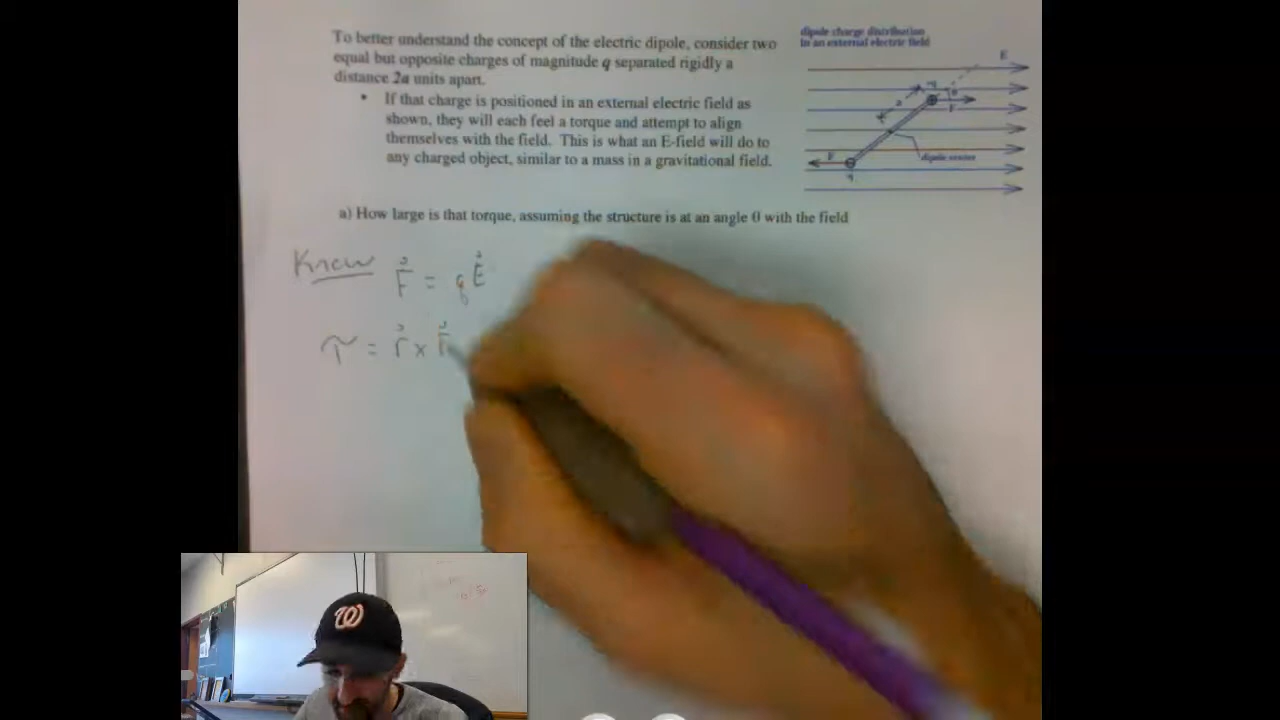 To better understand the concept of the electric dipole, consider two
equal but opposite charges of magnitude q separated rigidly a
distance 2a units apart.
• If that charge is positioned in an external electric field as
shown, they will each feel a torque and attempt to align
themselves with the field. This is what an E-field will do to
any charged object, similar to a mass in a gravitational field.
dipole charge distribution
in an external electric field
E
a
θ
F
F
dipole center
a) How large is that torque, assuming the structure is at an angle θ with the field
Know F⃗ = qE⃗
τ = r⃗ × F⃗
W